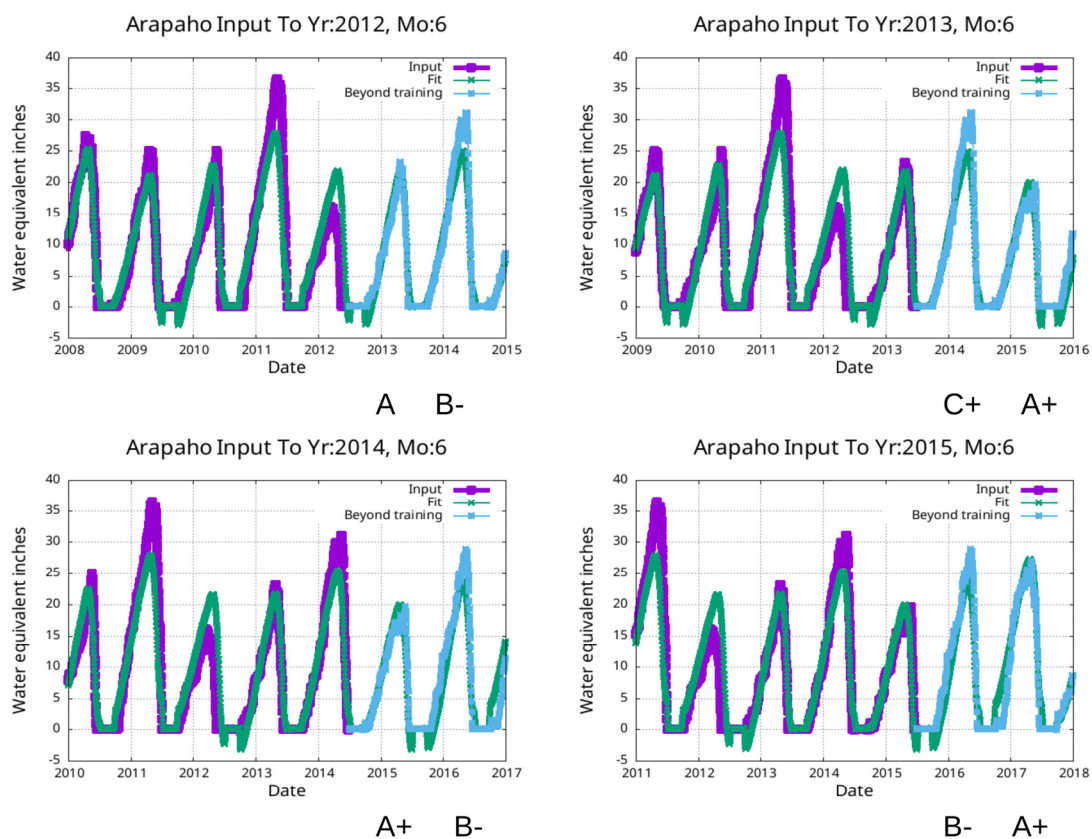 Arapaho Input To Yr:2012, Mo:6
Water equivalent inches
40
35
30
25
20
15
10
5
0
-5
Input
Fit
Beyond training
2008 2009 2010 2011 2012 2013 2014 2015
Date
A B-
Arapaho Input To Yr:2013, Mo:6
Water equivalent inches
40
35
30
25
20
15
10
5
0
-5
Input
Fit
Beyond training
2009 2010 2011 2012 2013 2014 2015 2016
Date
C+ A+
Arapaho Input To Yr:2014, Mo:6
Water equivalent inches
40
35
30
25
20
15
10
5
0
-5
Input
Fit
Beyond training
2010 2011 2012 2013 2014 2015 2016 2017
Date
A+ B-
Arapaho Input To Yr:2015, Mo:6
Water equivalent inches
40
35
30
25
20
15
10
5
0
-5
Input
Fit
Beyond training
2011 2012 2013 2014 2015 2016 2017 2018
Date
B- A+